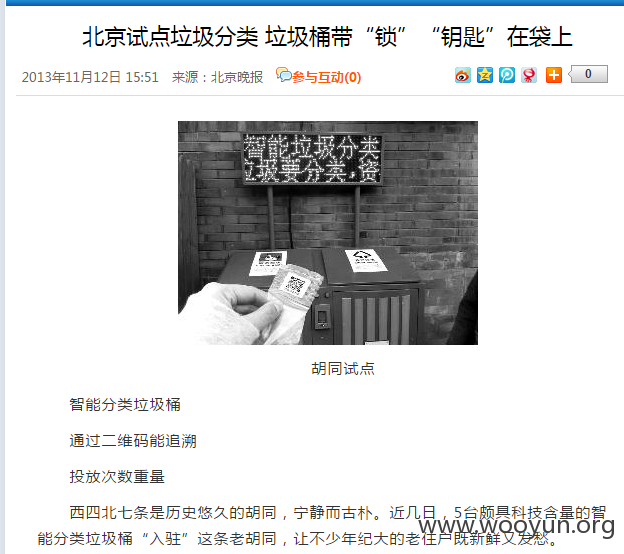 北京试点垃圾分类 垃圾桶带“锁” “钥匙”在袋上
2013年11月12日 15:51 来源：北京晚报 参与互动(0)
0
智能垃圾分类
垃圾要分类,资
胡同试点
智能分类垃圾桶
通过二维码能追溯
投放次数重量
西四北七条是历史悠久的胡同，宁静而古朴。近几日，5台颇具科技含量的智
能分类垃圾桶“入驻”这条老胡同，让不少年纪大的老住户既新鲜又发愁。
www.wooyun.org